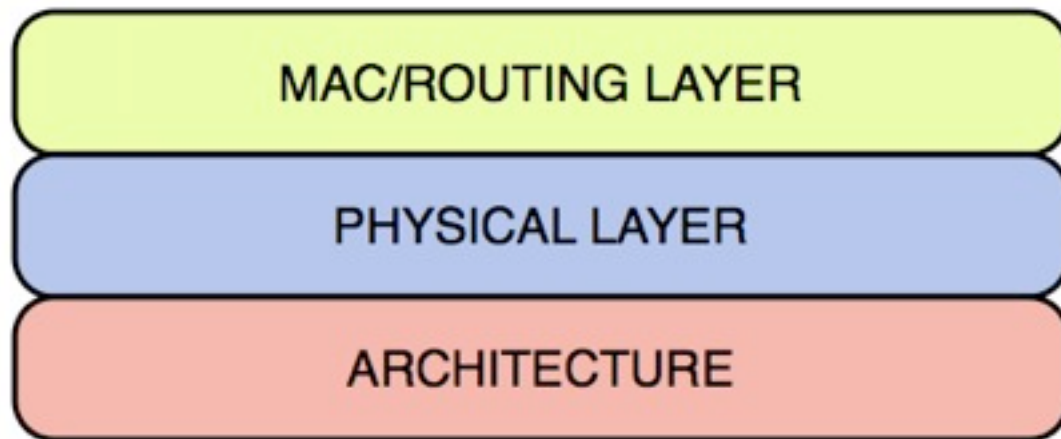 MAC/ROUTING LAYER
PHYSICAL LAYER
ARCHITECTURE